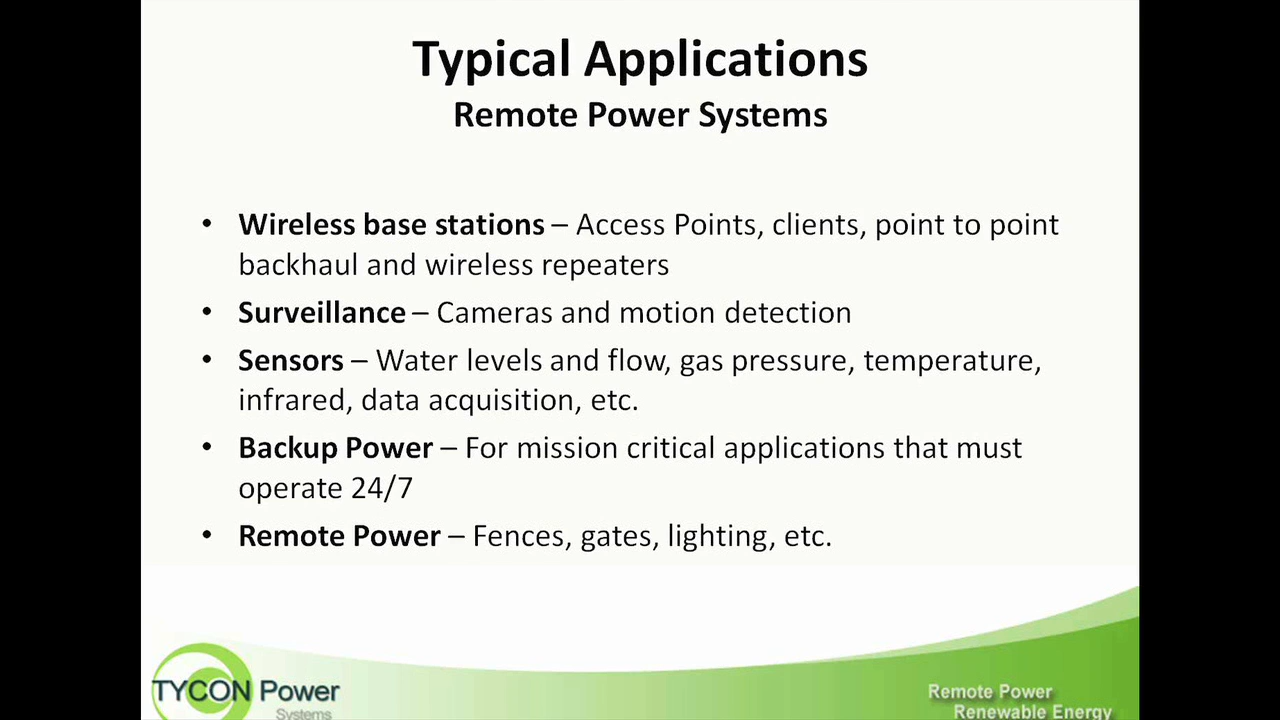 Typical Applications
Remote Power Systems
• Wireless base stations – Access Points, clients, point to point
backhaul and wireless repeaters
• Surveillance – Cameras and motion detection
• Sensors – Water levels and flow, gas pressure, temperature,
infrared, data acquisition, etc.
• Backup Power – For mission critical applications that must
operate 24/7
• Remote Power – Fences, gates, lighting, etc.
TYCON Power
Systems
Remote Power
Renewable Energy